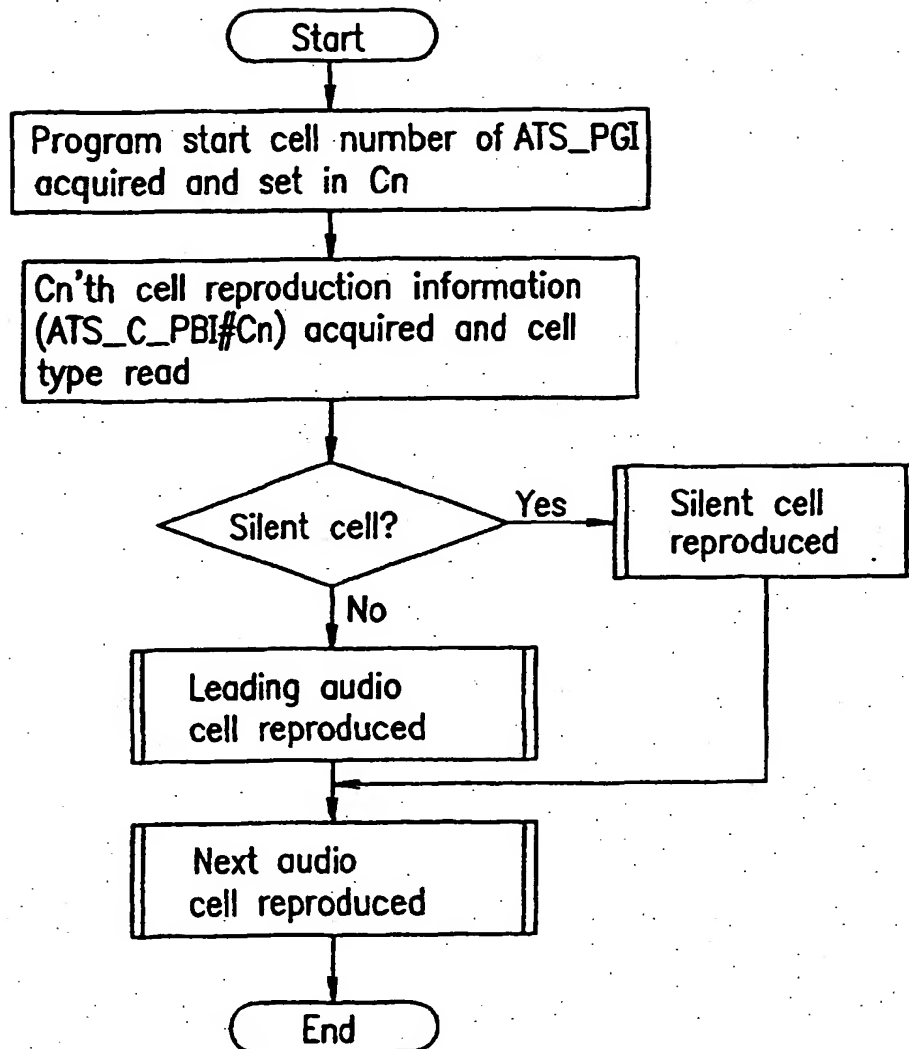 Start
Program start cell number of ATS_PGI
acquired and set in Cn
Cn'th cell reproduction information
(ATS_C_PBI#Cn) acquired and cell
type read
Silent cell?
Yes
Silent cell
reproduced
No
Leading audio
cell reproduced
Next audio
cell reproduced
End